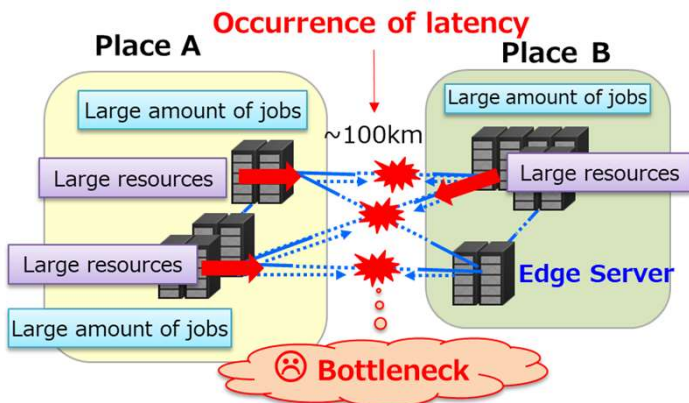 Occurrence of latency
Place A
Place B
Large amount of jobs
Large amount of jobs
~100km
Large resources
Large resources
Large resources
Edge Server
Large amount of jobs
Bottleneck